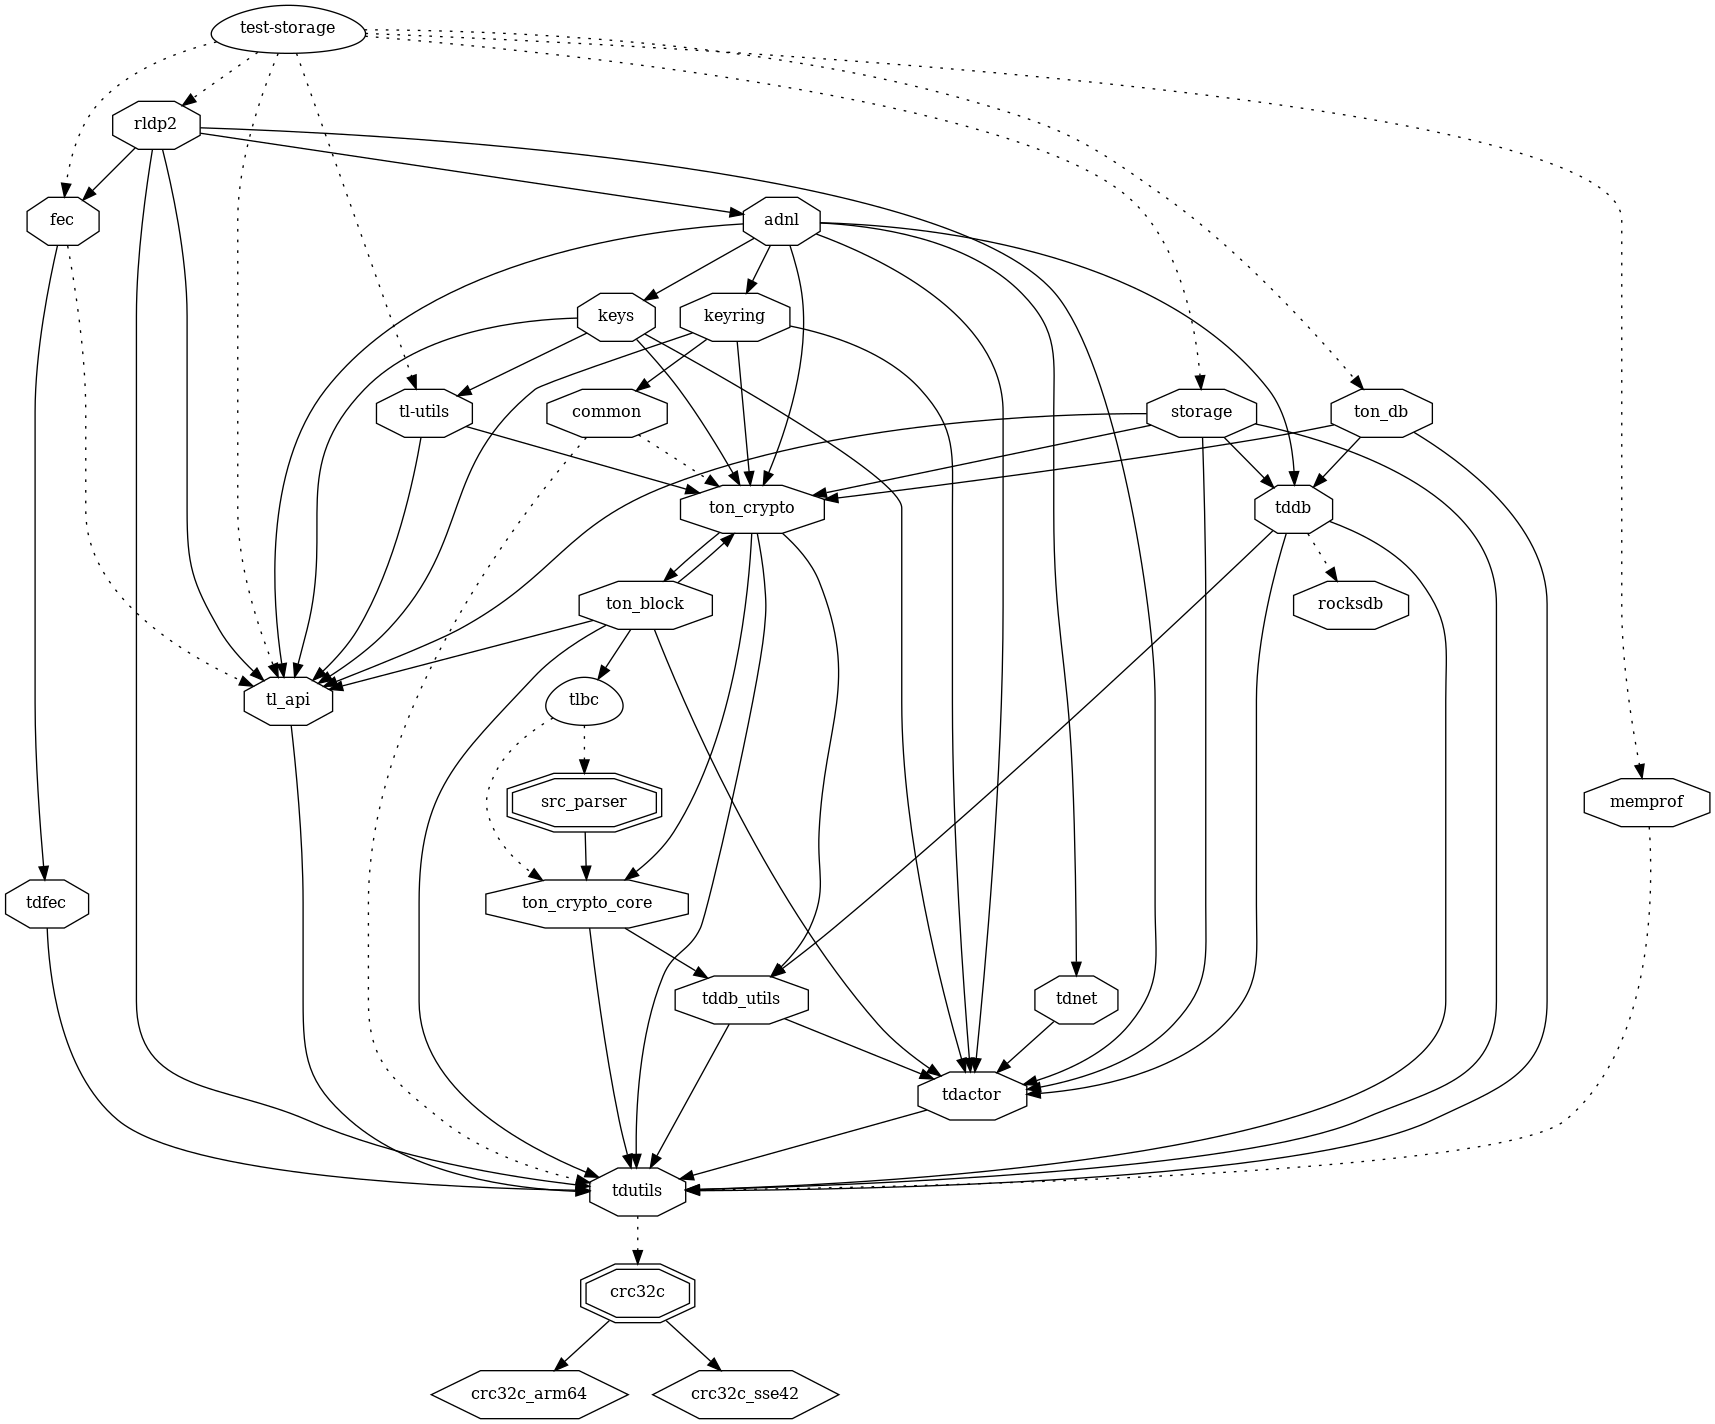 test-storage
rldp2
fec
adnl
keys
keyring
tl-utils
common
storage
ton_db
ton_crypto
tddb
ton_block
rocksdb
tl_api
tlbc
src_parser
memprof
tdfec
ton_crypto_core
tddb_utils
tdnet
tdactor
tdutils
crc32c
crc32c_arm64
crc32c_sse42